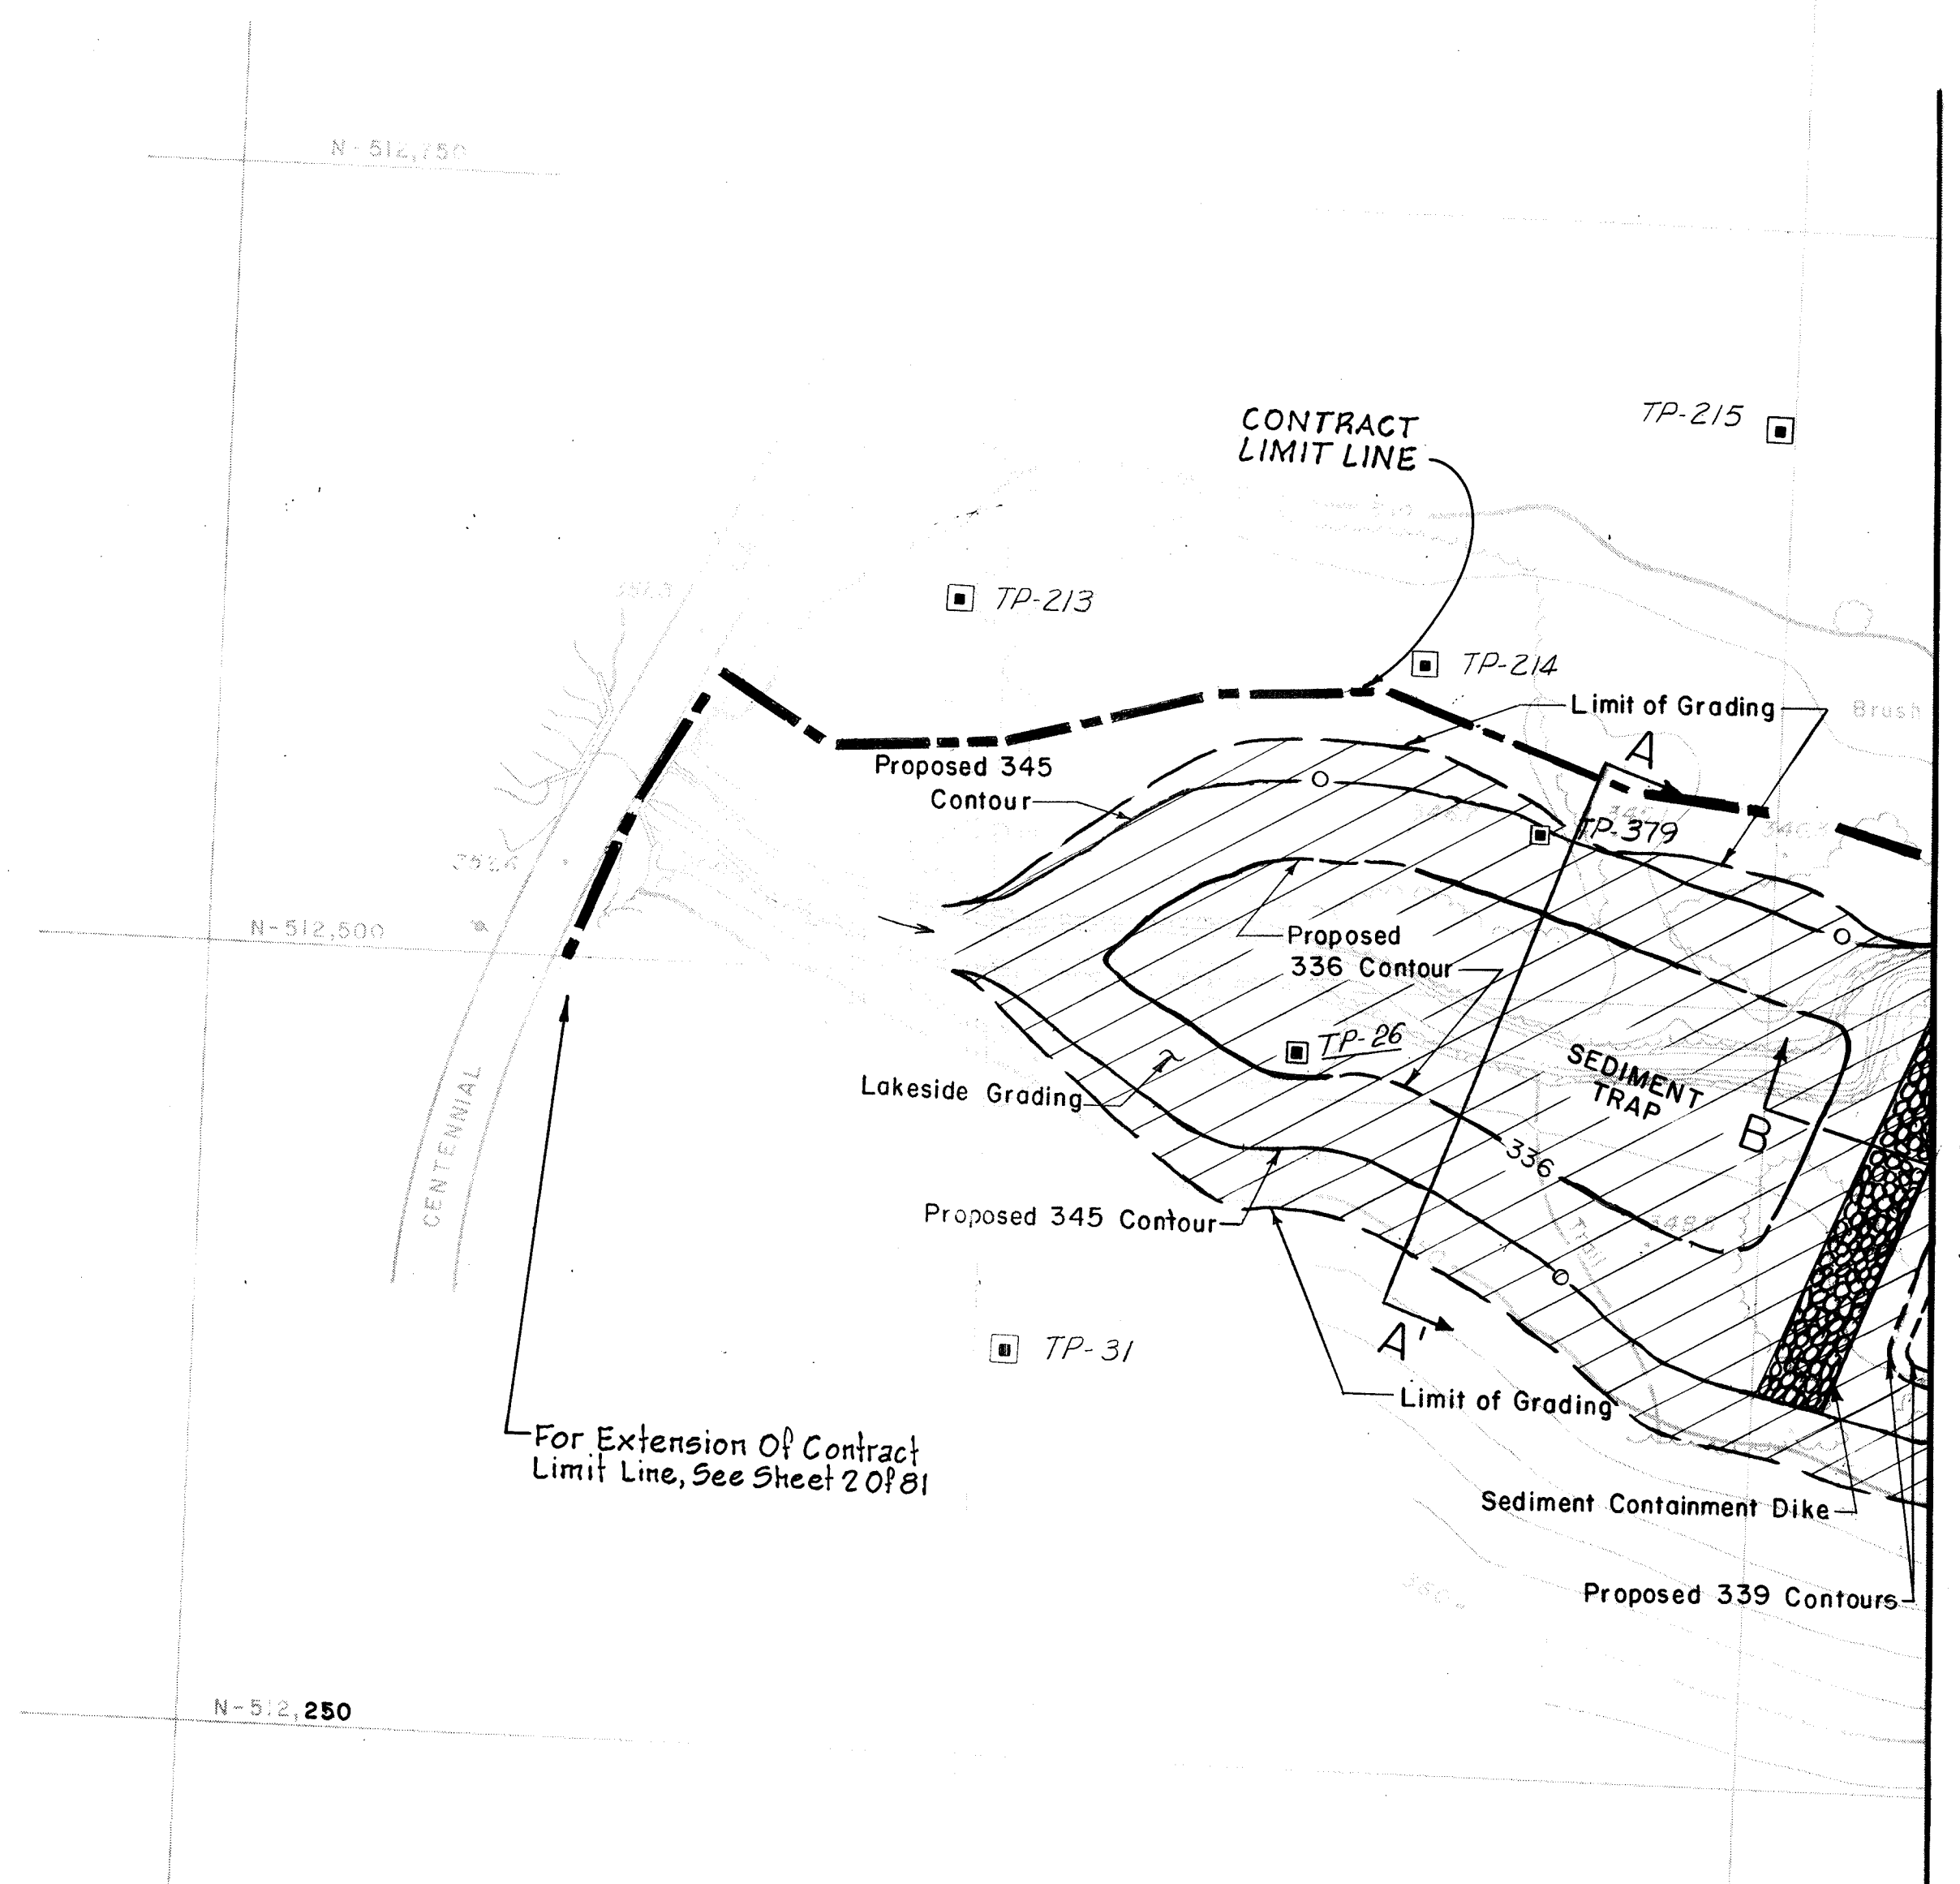 N-512,750
CONTRACT
LIMIT LINE
TP-215
TP-213
TP-214
Limit of Grading
Brush
A
Proposed 345
Contour
TP-379
N-512,500
Proposed
336 Contour
TP-26
SEDIMENT
TRAP
B
Lakeside Grading
336
CENTENNIAL
Proposed 345 Contour
A'
TP-31
Limit of Grading
For Extension Of Contract
Limit Line, See Sheet 2 Of 81
Sediment Containment Dike
Proposed 339 Contours
N-512,250